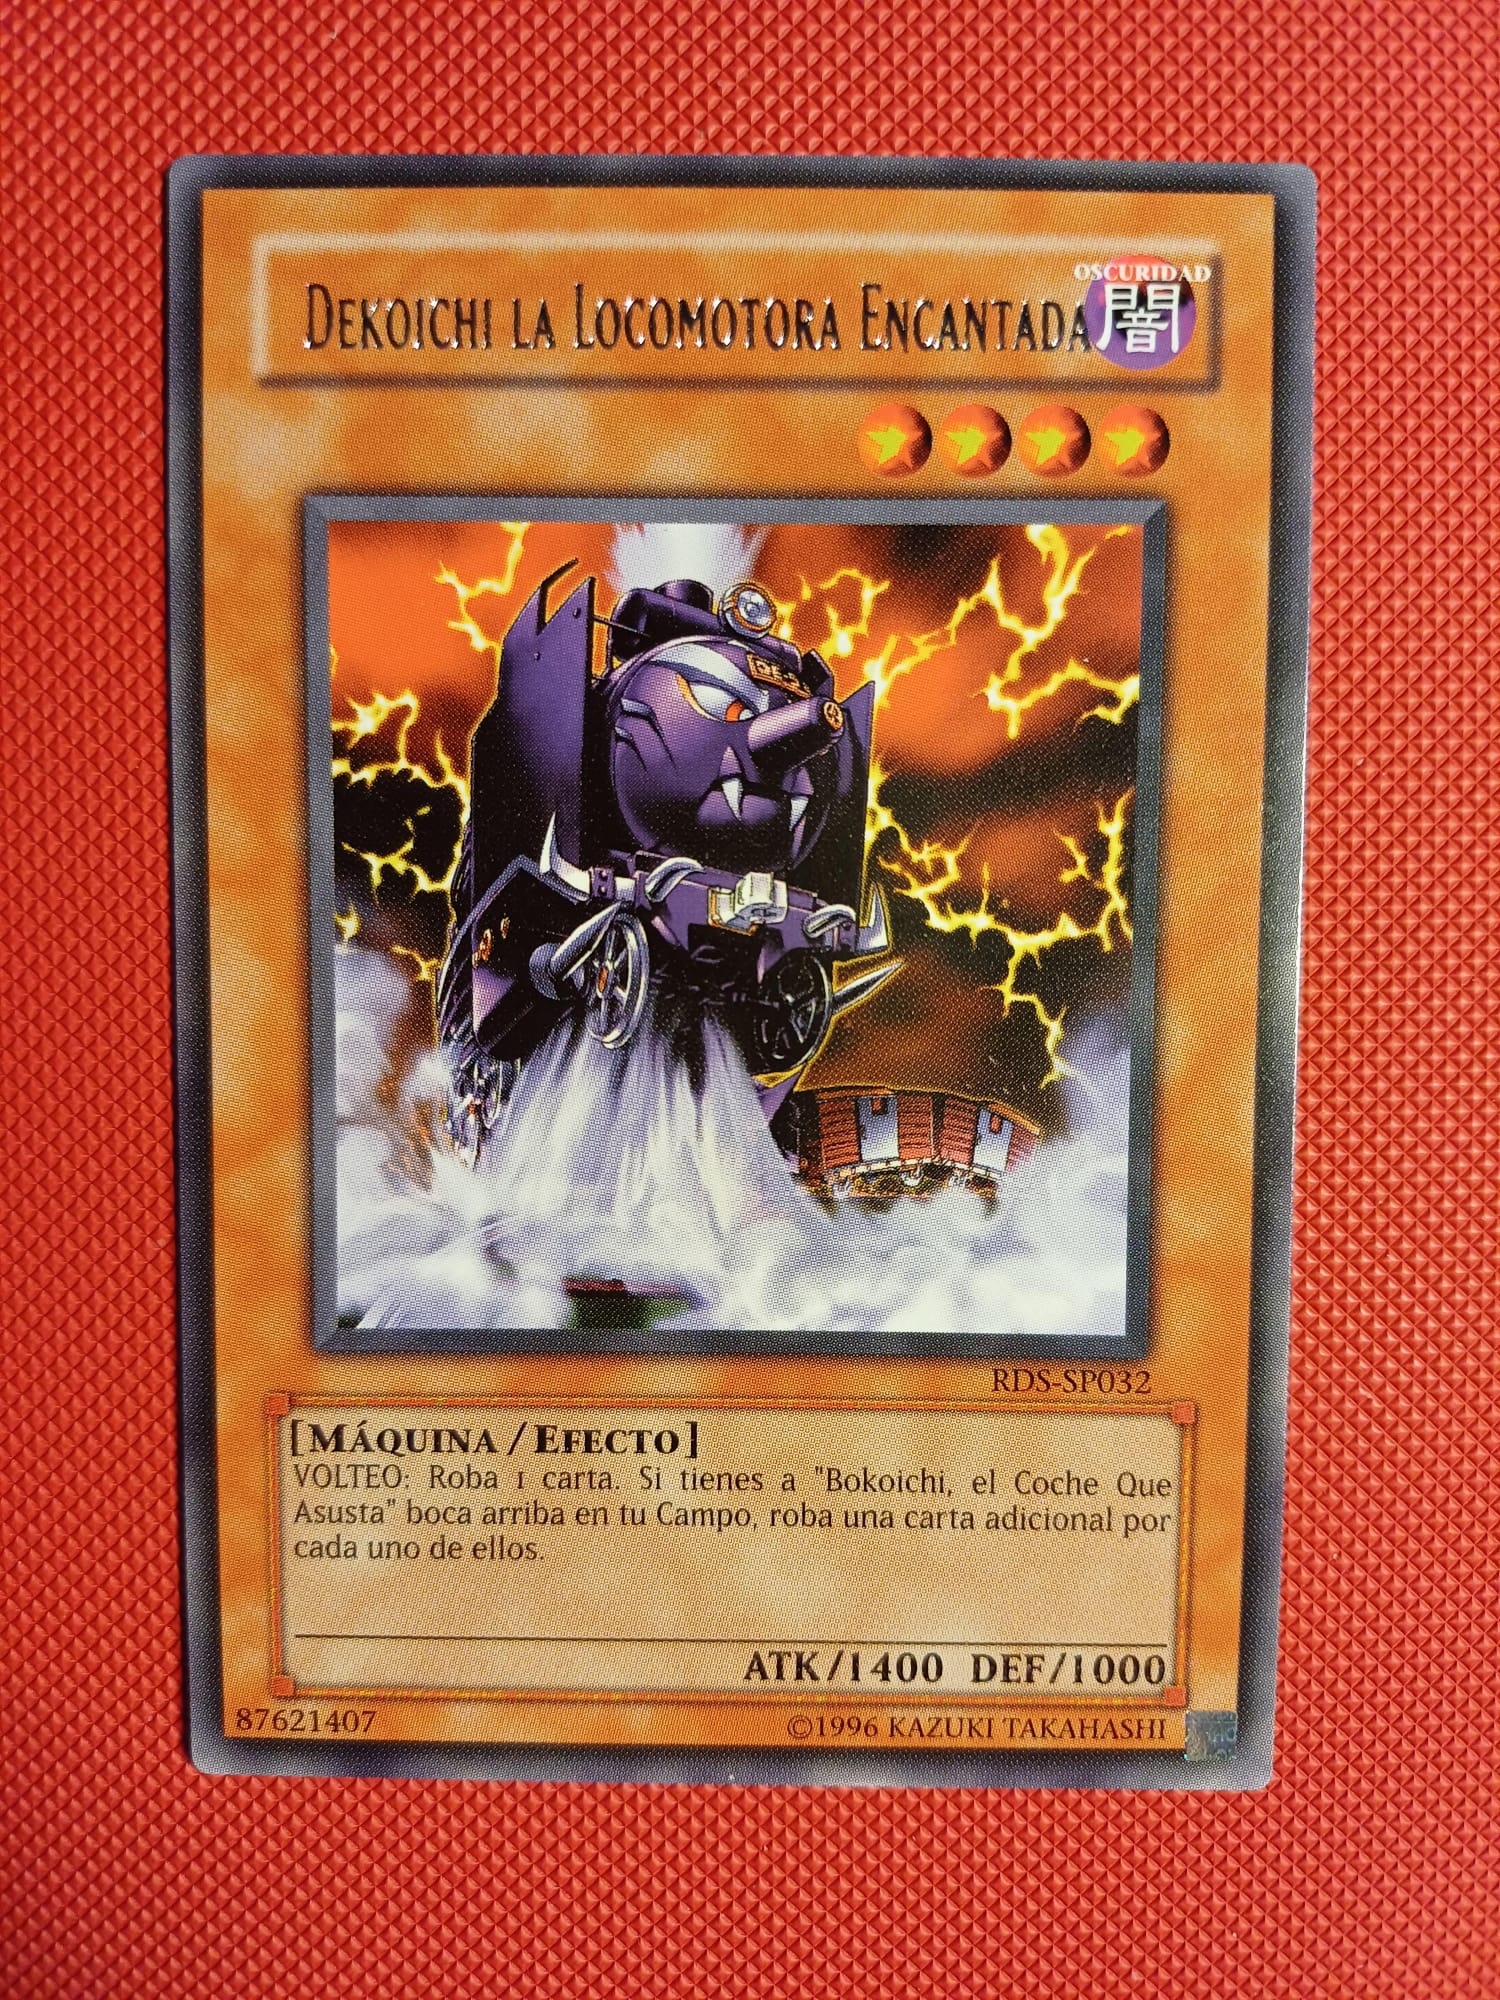 DEKOICHI LA LOCOMOTORA ENCANTADA
OSCURIDAD
闇
RDS-SP032
[MÁQUINA / EFECTO]
VOLTEO: Roba 1 carta. Si tienes a "Bokoichi, el Coche Que
Asusta" boca arriba en tu Campo, roba una carta adicional por
cada uno de ellos.
ATK/1400 DEF/1000
87621407
©1996 KAZUKI TAKAHASHI